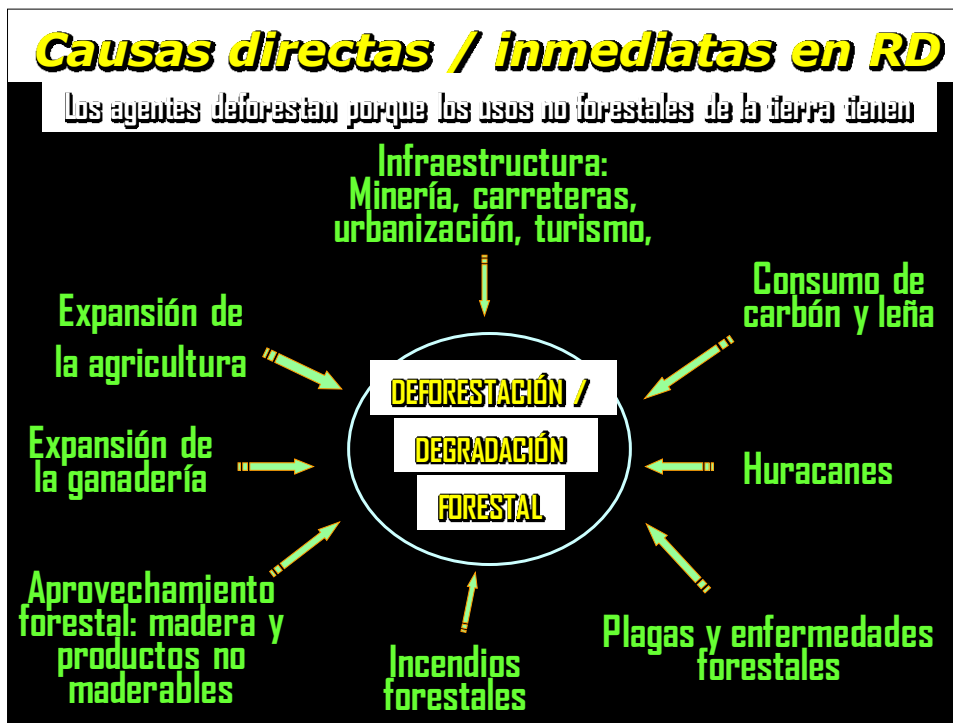 Causas directas / inmediatas en RD
Los agentes deforestan porque los usos no forestales de la tierra tienen
Infraestructura:
Minería, carreteras,
urbanización, turismo,
Consumo de
carbón y leña
Expansión de
la agricultura
DEFORESTACIÓN /
DEGRADACIÓN
FORESTAL
Expansión de
la ganadería
Huracanes
Aprovechamiento
forestal: madera y
productos no
maderables
Incendios
forestales
Plagas y enfermedades
forestales